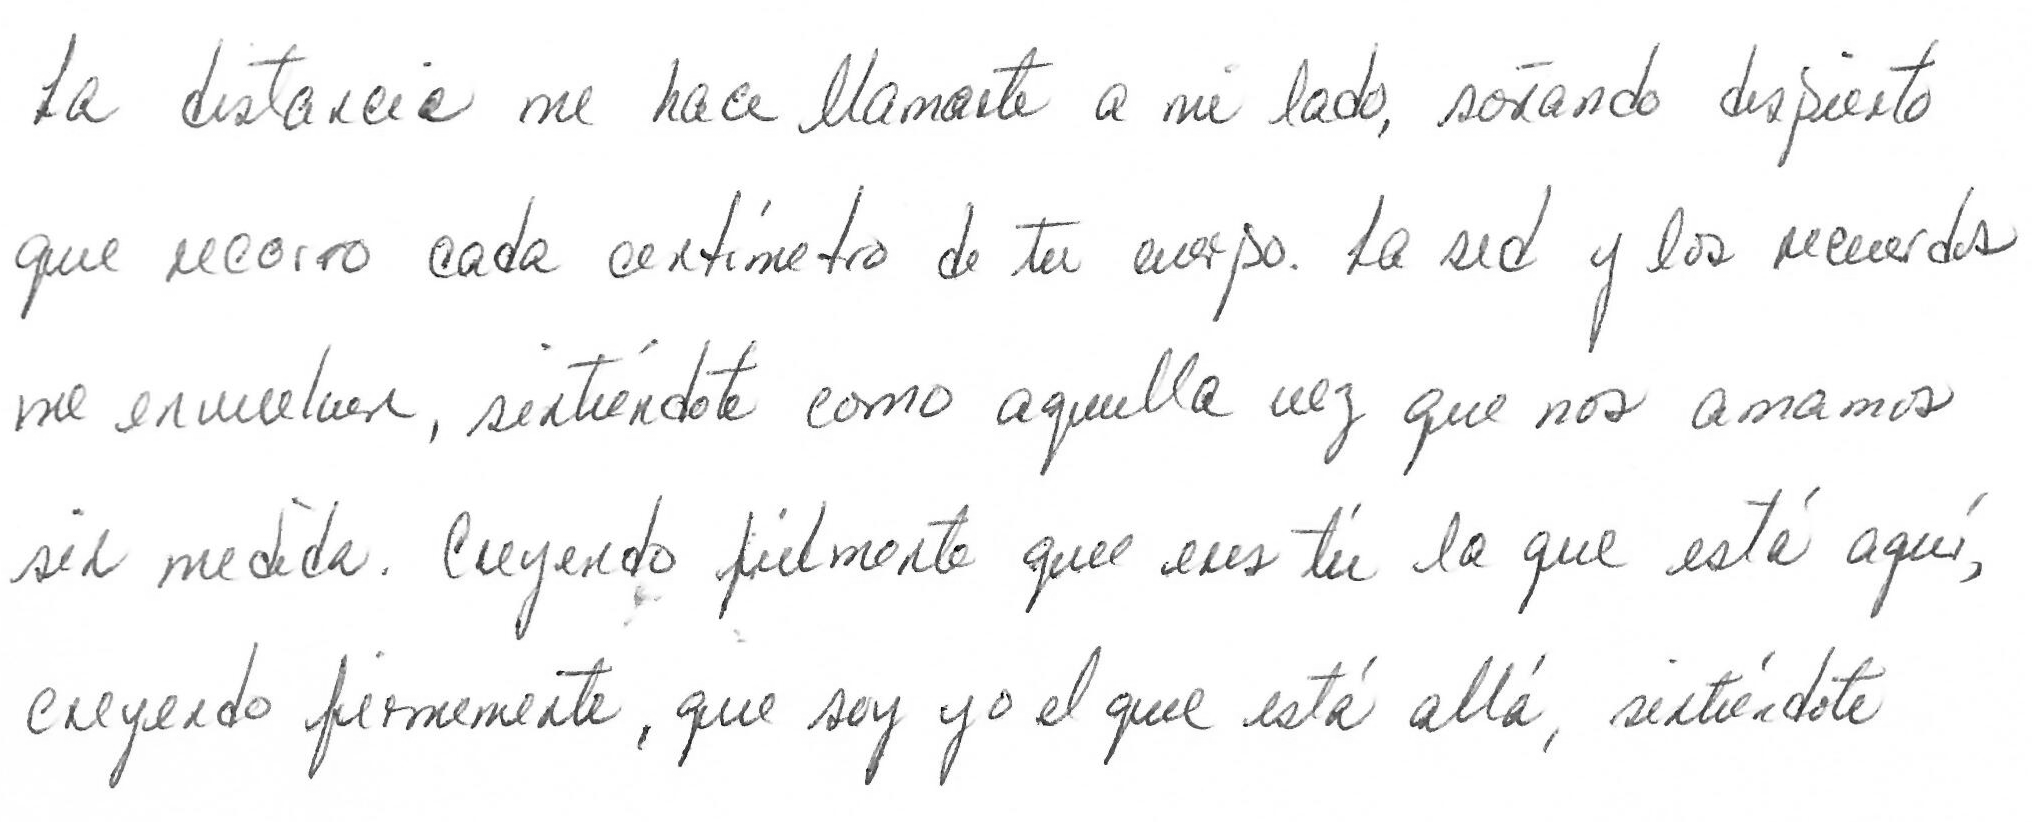 La distancia me hace llamarte a mi lado, soñando despierto
que recorro cada centímetro de tu cuerpo. La sed y los recuerdos
me envuelven, sintiéndote como aquella vez que nos amamos
sin medida. Creyendo fielmente que eres tú la que está aquí,
creyendo firmemente, que soy yo el que está allá, sintiéndote